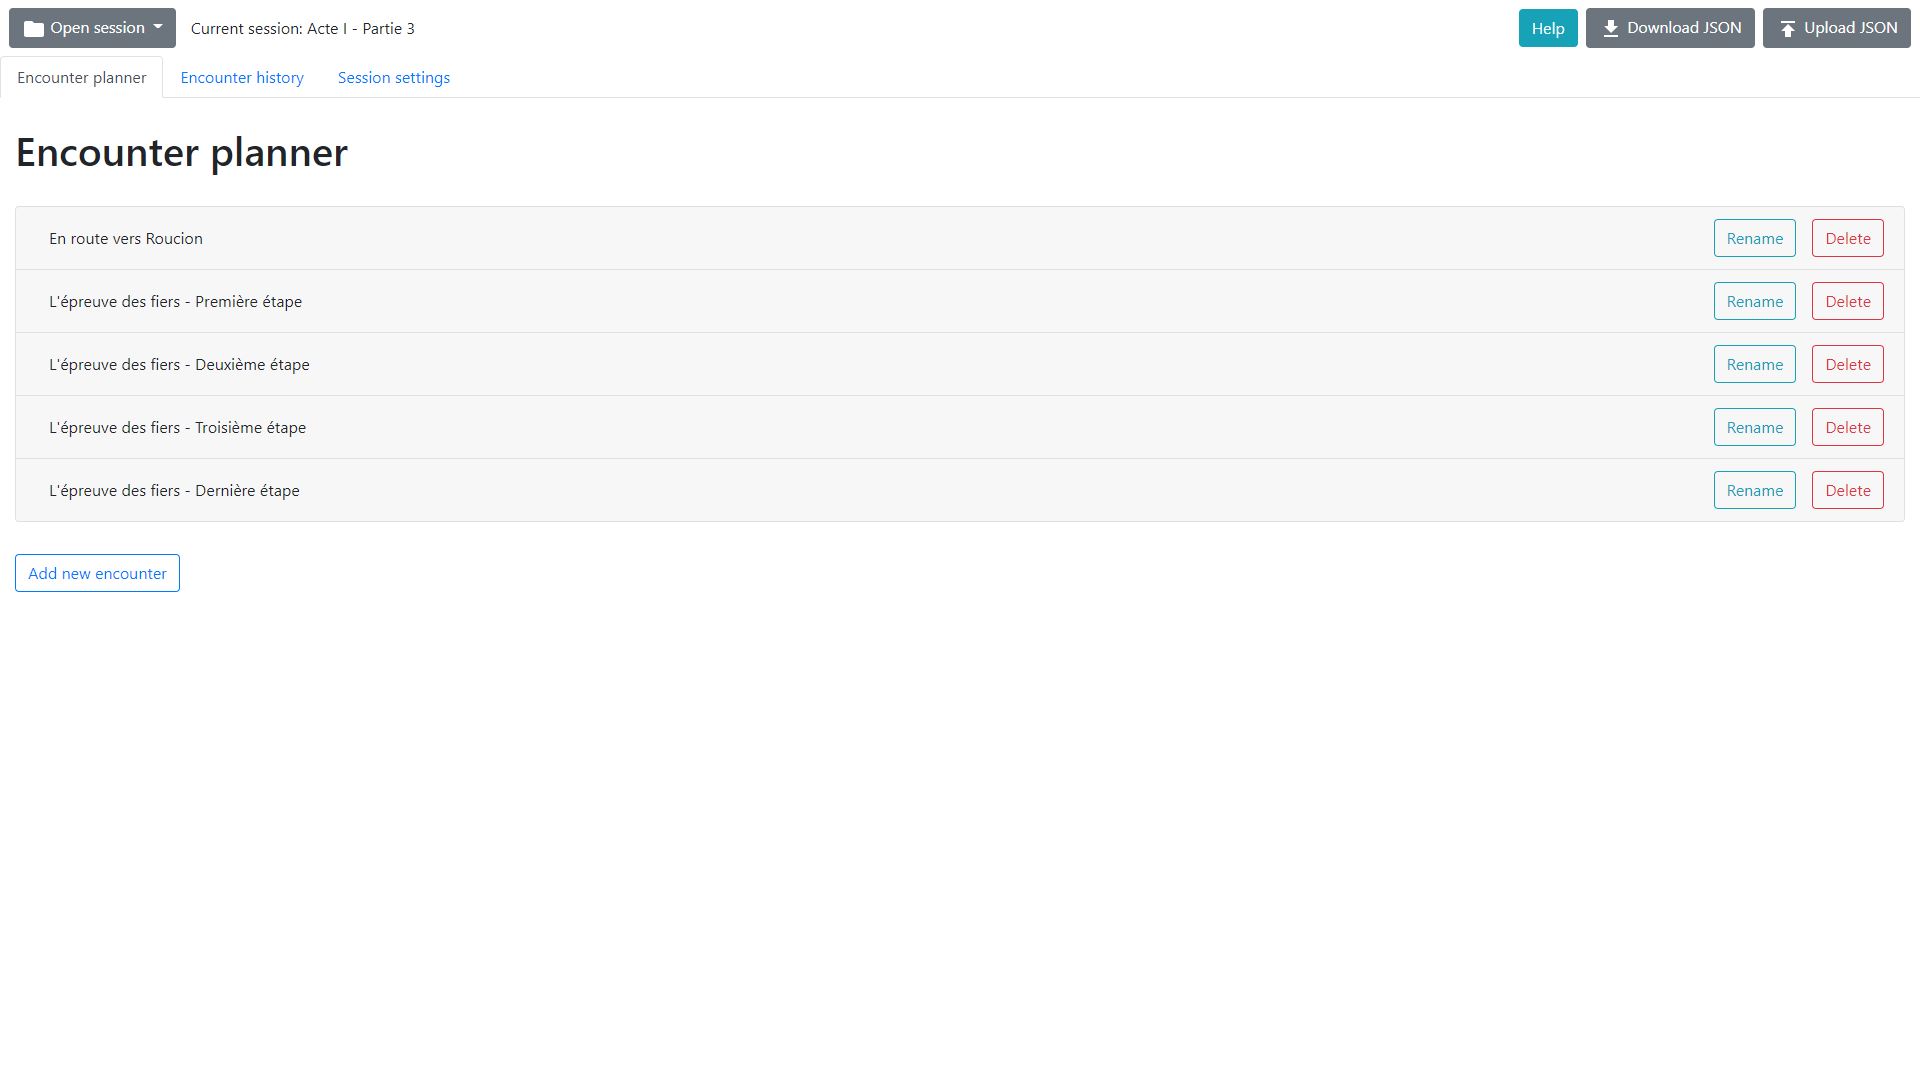 Open session
Current session: Acte I - Partie 3
Help
Download JSON
Upload JSON
Encounter planner
Encounter history
Session settings
Encounter planner
En route vers Roucion
Rename
Delete
L'épreuve des fiers - Première étape
Rename
Delete
L'épreuve des fiers - Deuxième étape
Rename
Delete
L'épreuve des fiers - Troisième étape
Rename
Delete
L'épreuve des fiers - Dernière étape
Rename
Delete
Add new encounter